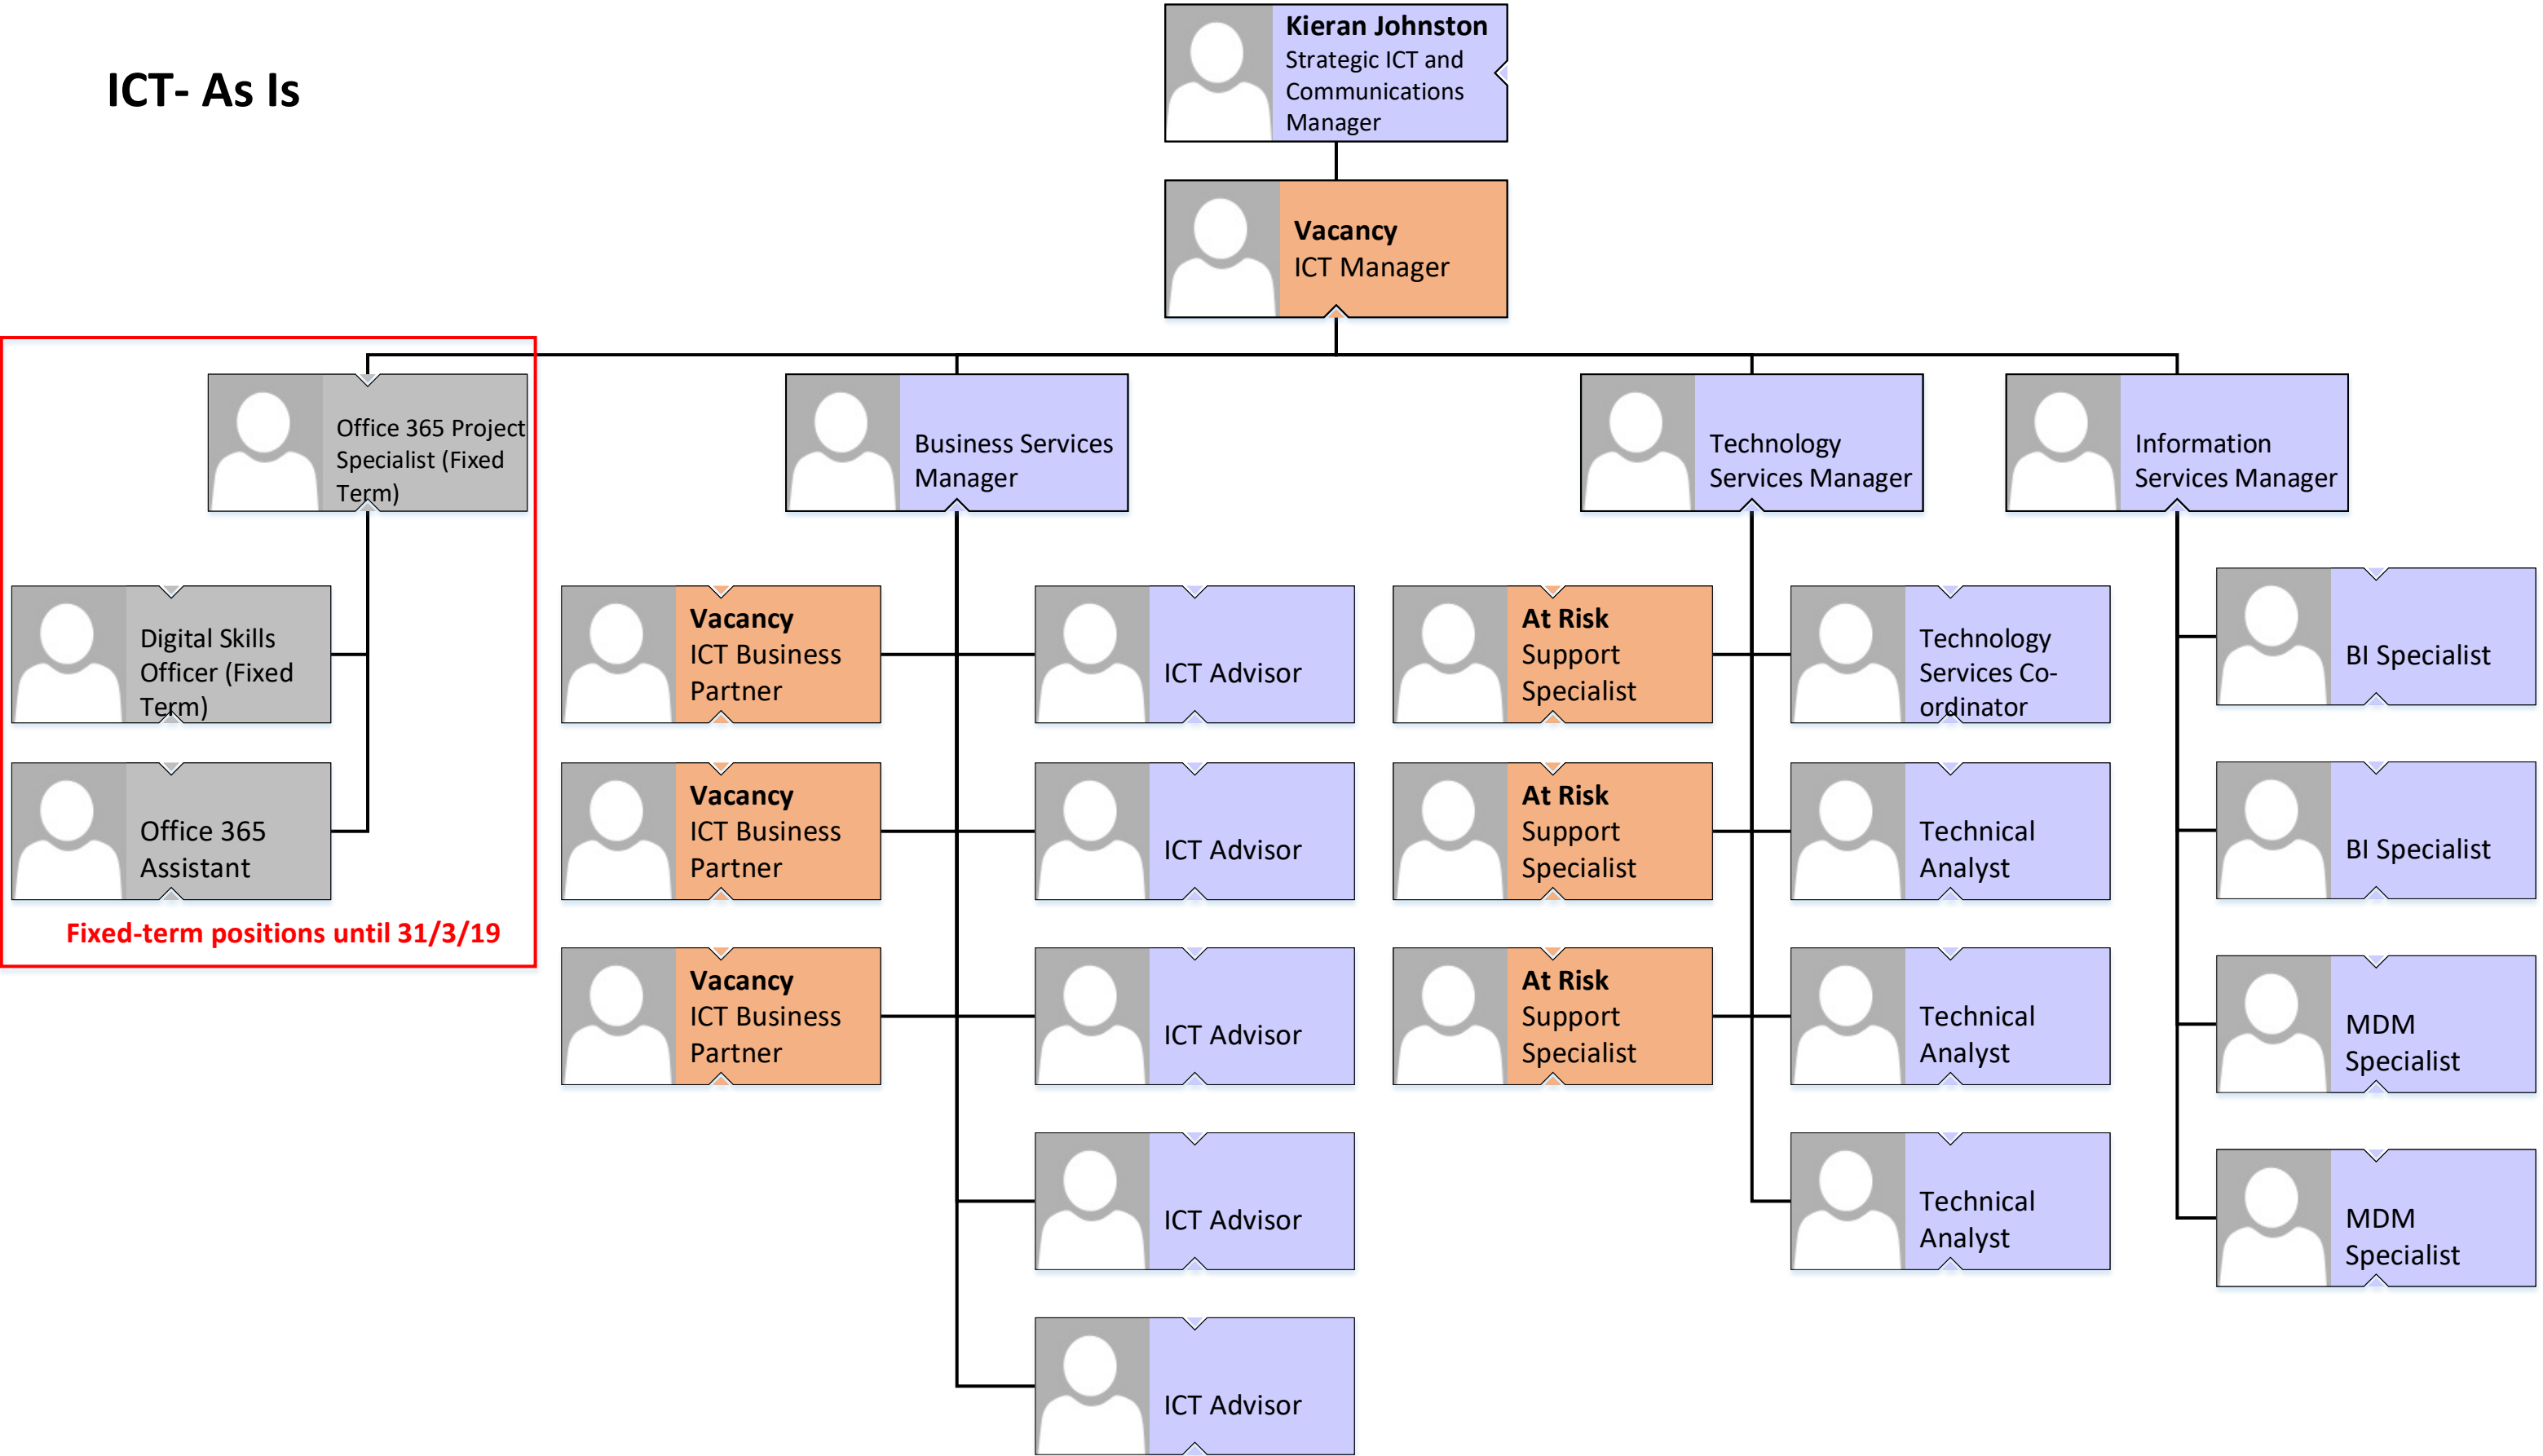 ICT- As Is
Kieran Johnston
Strategic ICT and
Communications
Manager
Vacancy
ICT Manager
Office 365 Project
Specialist (Fixed
Term)
Business Services
Manager
Technology
Services Manager
Information
Services Manager
Digital Skills
Officer (Fixed
Term)
Office 365
Assistant
Fixed-term positions until 31/3/19
Vacancy
ICT Business
Partner
Vacancy
ICT Business
Partner
Vacancy
ICT Business
Partner
ICT Advisor
ICT Advisor
ICT Advisor
ICT Advisor
ICT Advisor
At Risk
Support
Specialist
At Risk
Support
Specialist
At Risk
Support
Specialist
Technology
Services Co-
ordinator
Technical
Analyst
Technical
Analyst
Technical
Analyst
BI Specialist
BI Specialist
MDM
Specialist
MDM
Specialist